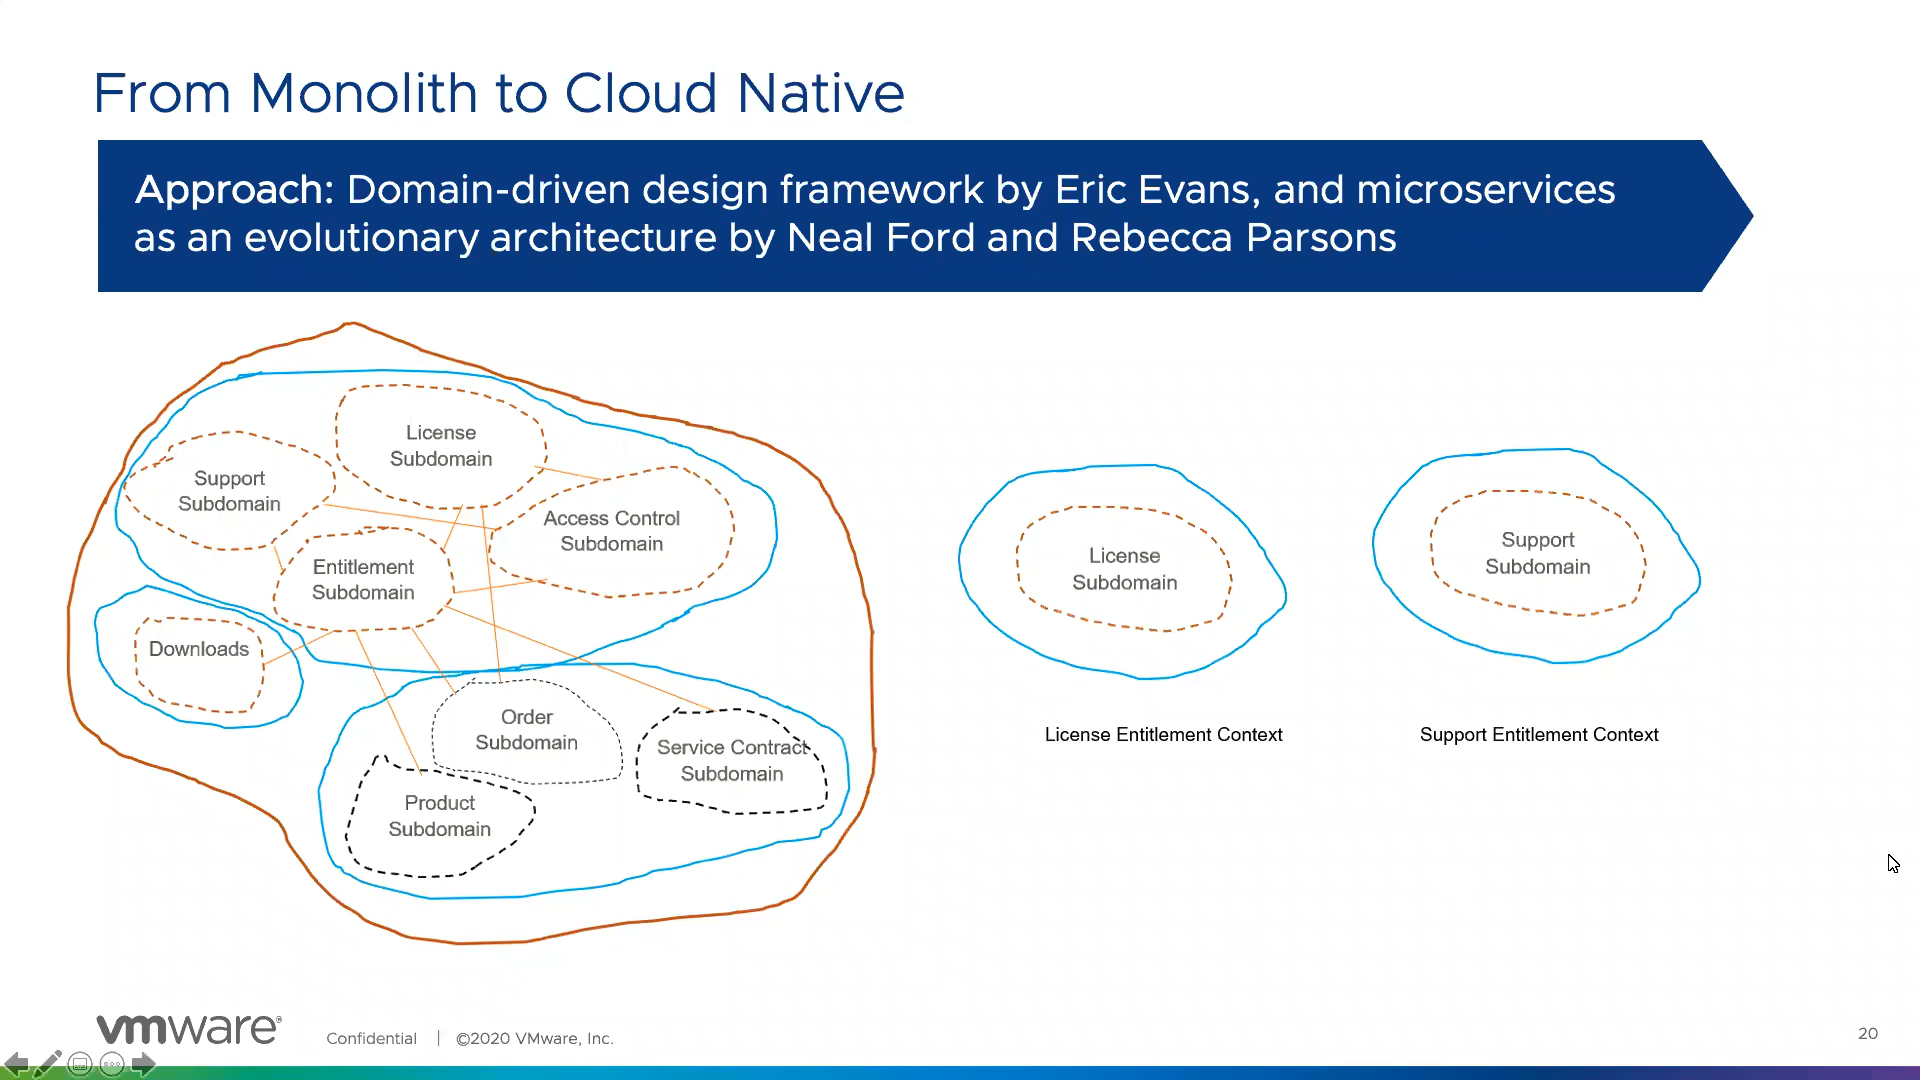 From Monolith to Cloud Native
Approach: Domain-driven design framework by Eric Evans, and microservices
as an evolutionary architecture by Neal Ford and Rebecca Parsons
License
Subdomain
Support
Subdomain
Access Control
Subdomain
Entitlement
Subdomain
Downloads
Order
Subdomain
Service Contract
Subdomain
Product
Subdomain
License
Subdomain
Support
Subdomain
License Entitlement Context
Support Entitlement Context
vmware®
Confidential | ©2020 VMware, Inc.
20